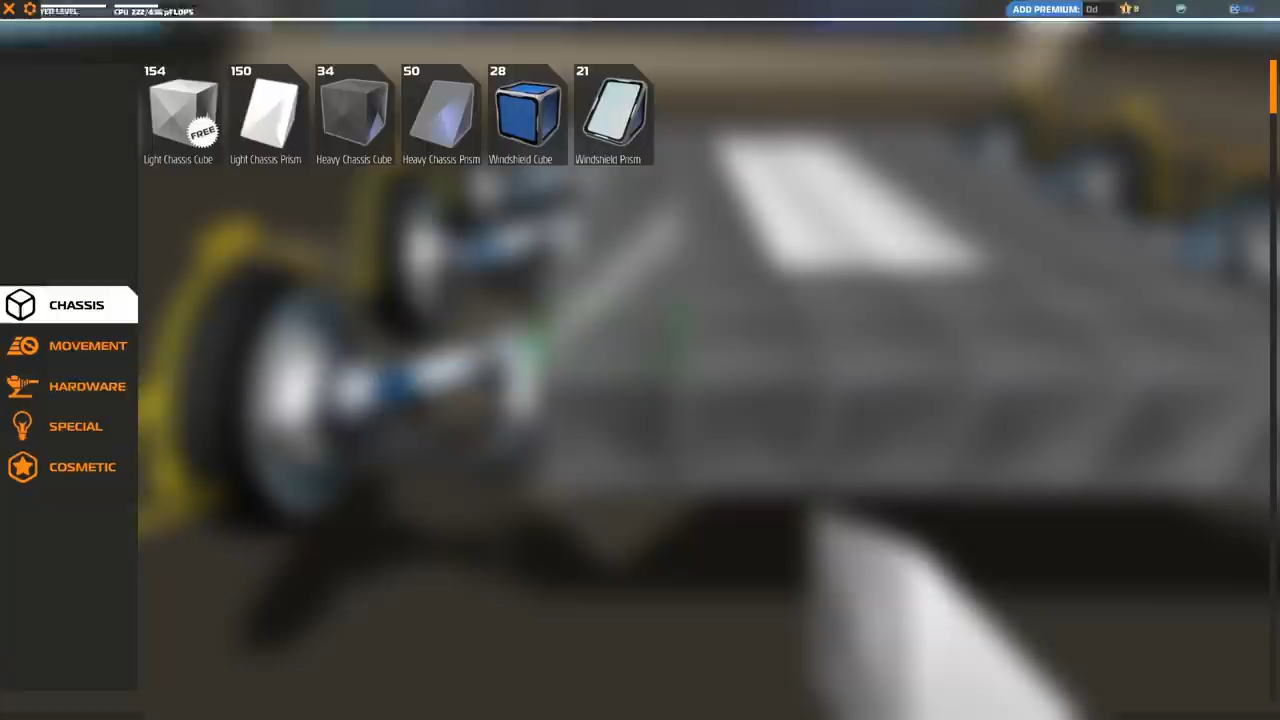 ADD PREMIUM: 0d
154
150
34
50
28
21
FREE
Light Chassis Cube
Light Chassis Prism
Heavy Chassis Cube
Heavy Chassis Prism
Windshield Cube
Windshield Prism
CHASSIS
MOVEMENT
HARDWARE
SPECIAL
COSMETIC